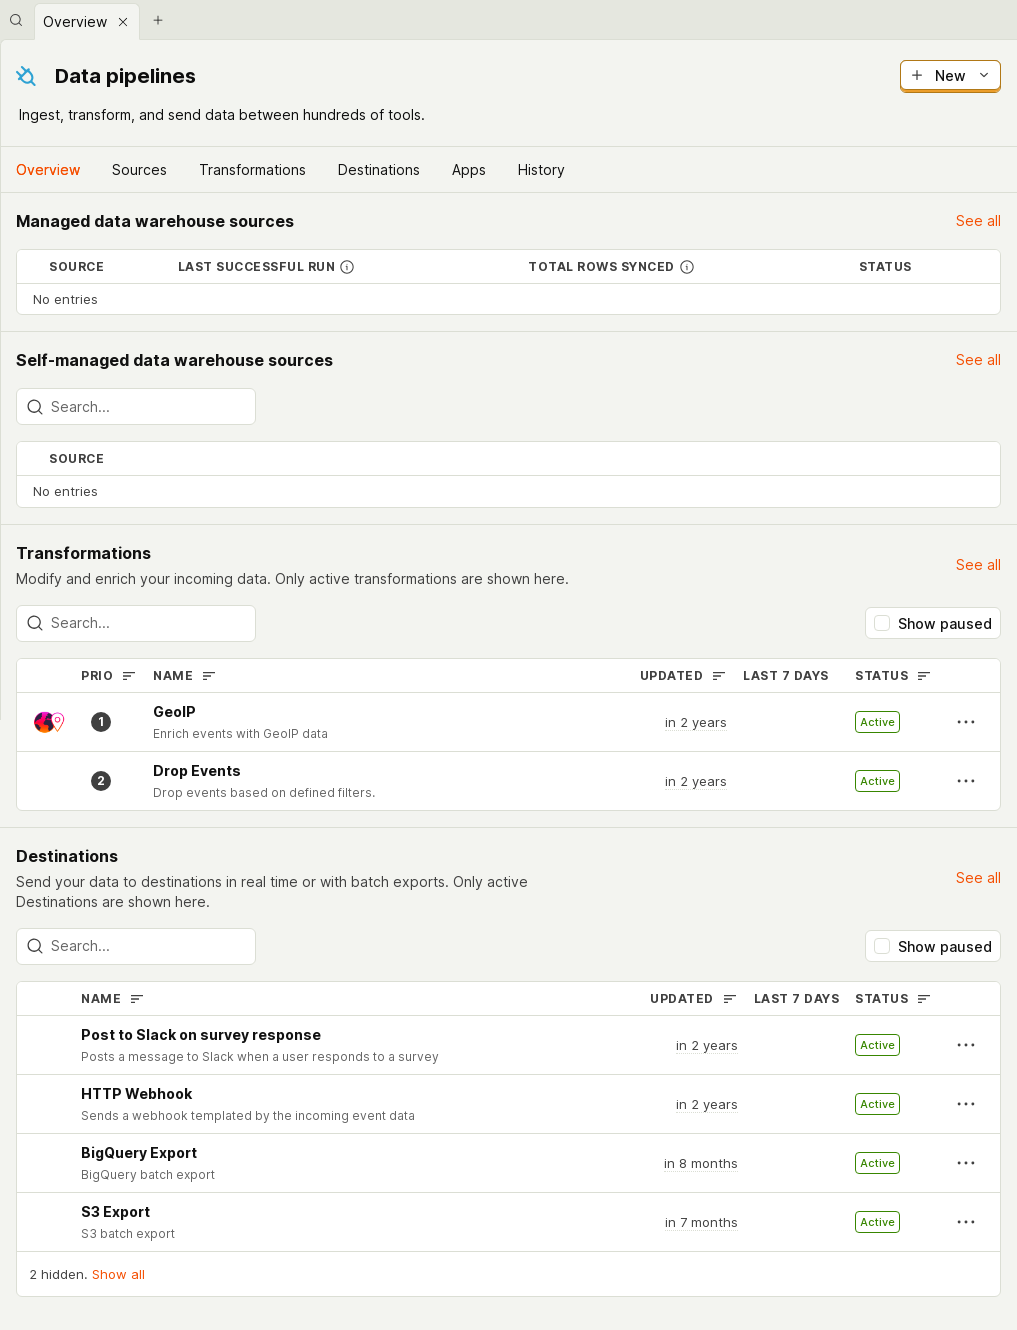 Overview
Data pipelines
New
Ingest, transform, and send data between hundreds of tools.
Overview Sources Transformations Destinations Apps History
Managed data warehouse sources See all
SOURCE LAST SUCCESSFUL RUN TOTAL ROWS SYNCED STATUS
No entries
Self-managed data warehouse sources See all
Search...
SOURCE
No entries
Transformations
Modify and enrich your incoming data. Only active transformations are shown here.
See all
Search... Show paused
PRIO NAME UPDATED LAST 7 DAYS STATUS
1 GeoIP in 2 years Active
Enrich events with GeoIP data
2 Drop Events in 2 years Active
Drop events based on defined filters.
Destinations
Send your data to destinations in real time or with batch exports. Only active
Destinations are shown here.
See all
Search... Show paused
NAME UPDATED LAST 7 DAYS STATUS
Post to Slack on survey response in 2 years Active
Posts a message to Slack when a user responds to a survey
HTTP Webhook in 2 years Active
Sends a webhook templated by the incoming event data
BigQuery Export in 8 months Active
BigQuery batch export
S3 Export in 7 months Active
S3 batch export
2 hidden. Show all